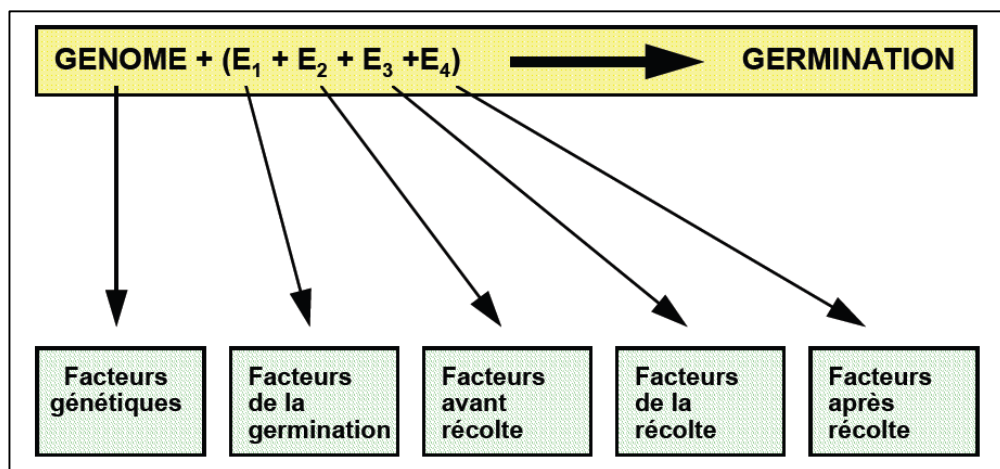 GENOME + (E₁ + E₂ + E₃ +E₄) GERMINATION
Facteurs
génétiques
Facteurs
de la
germination
Facteurs
avant
récolte
Facteurs
de la
récolte
Facteurs
après
récolte